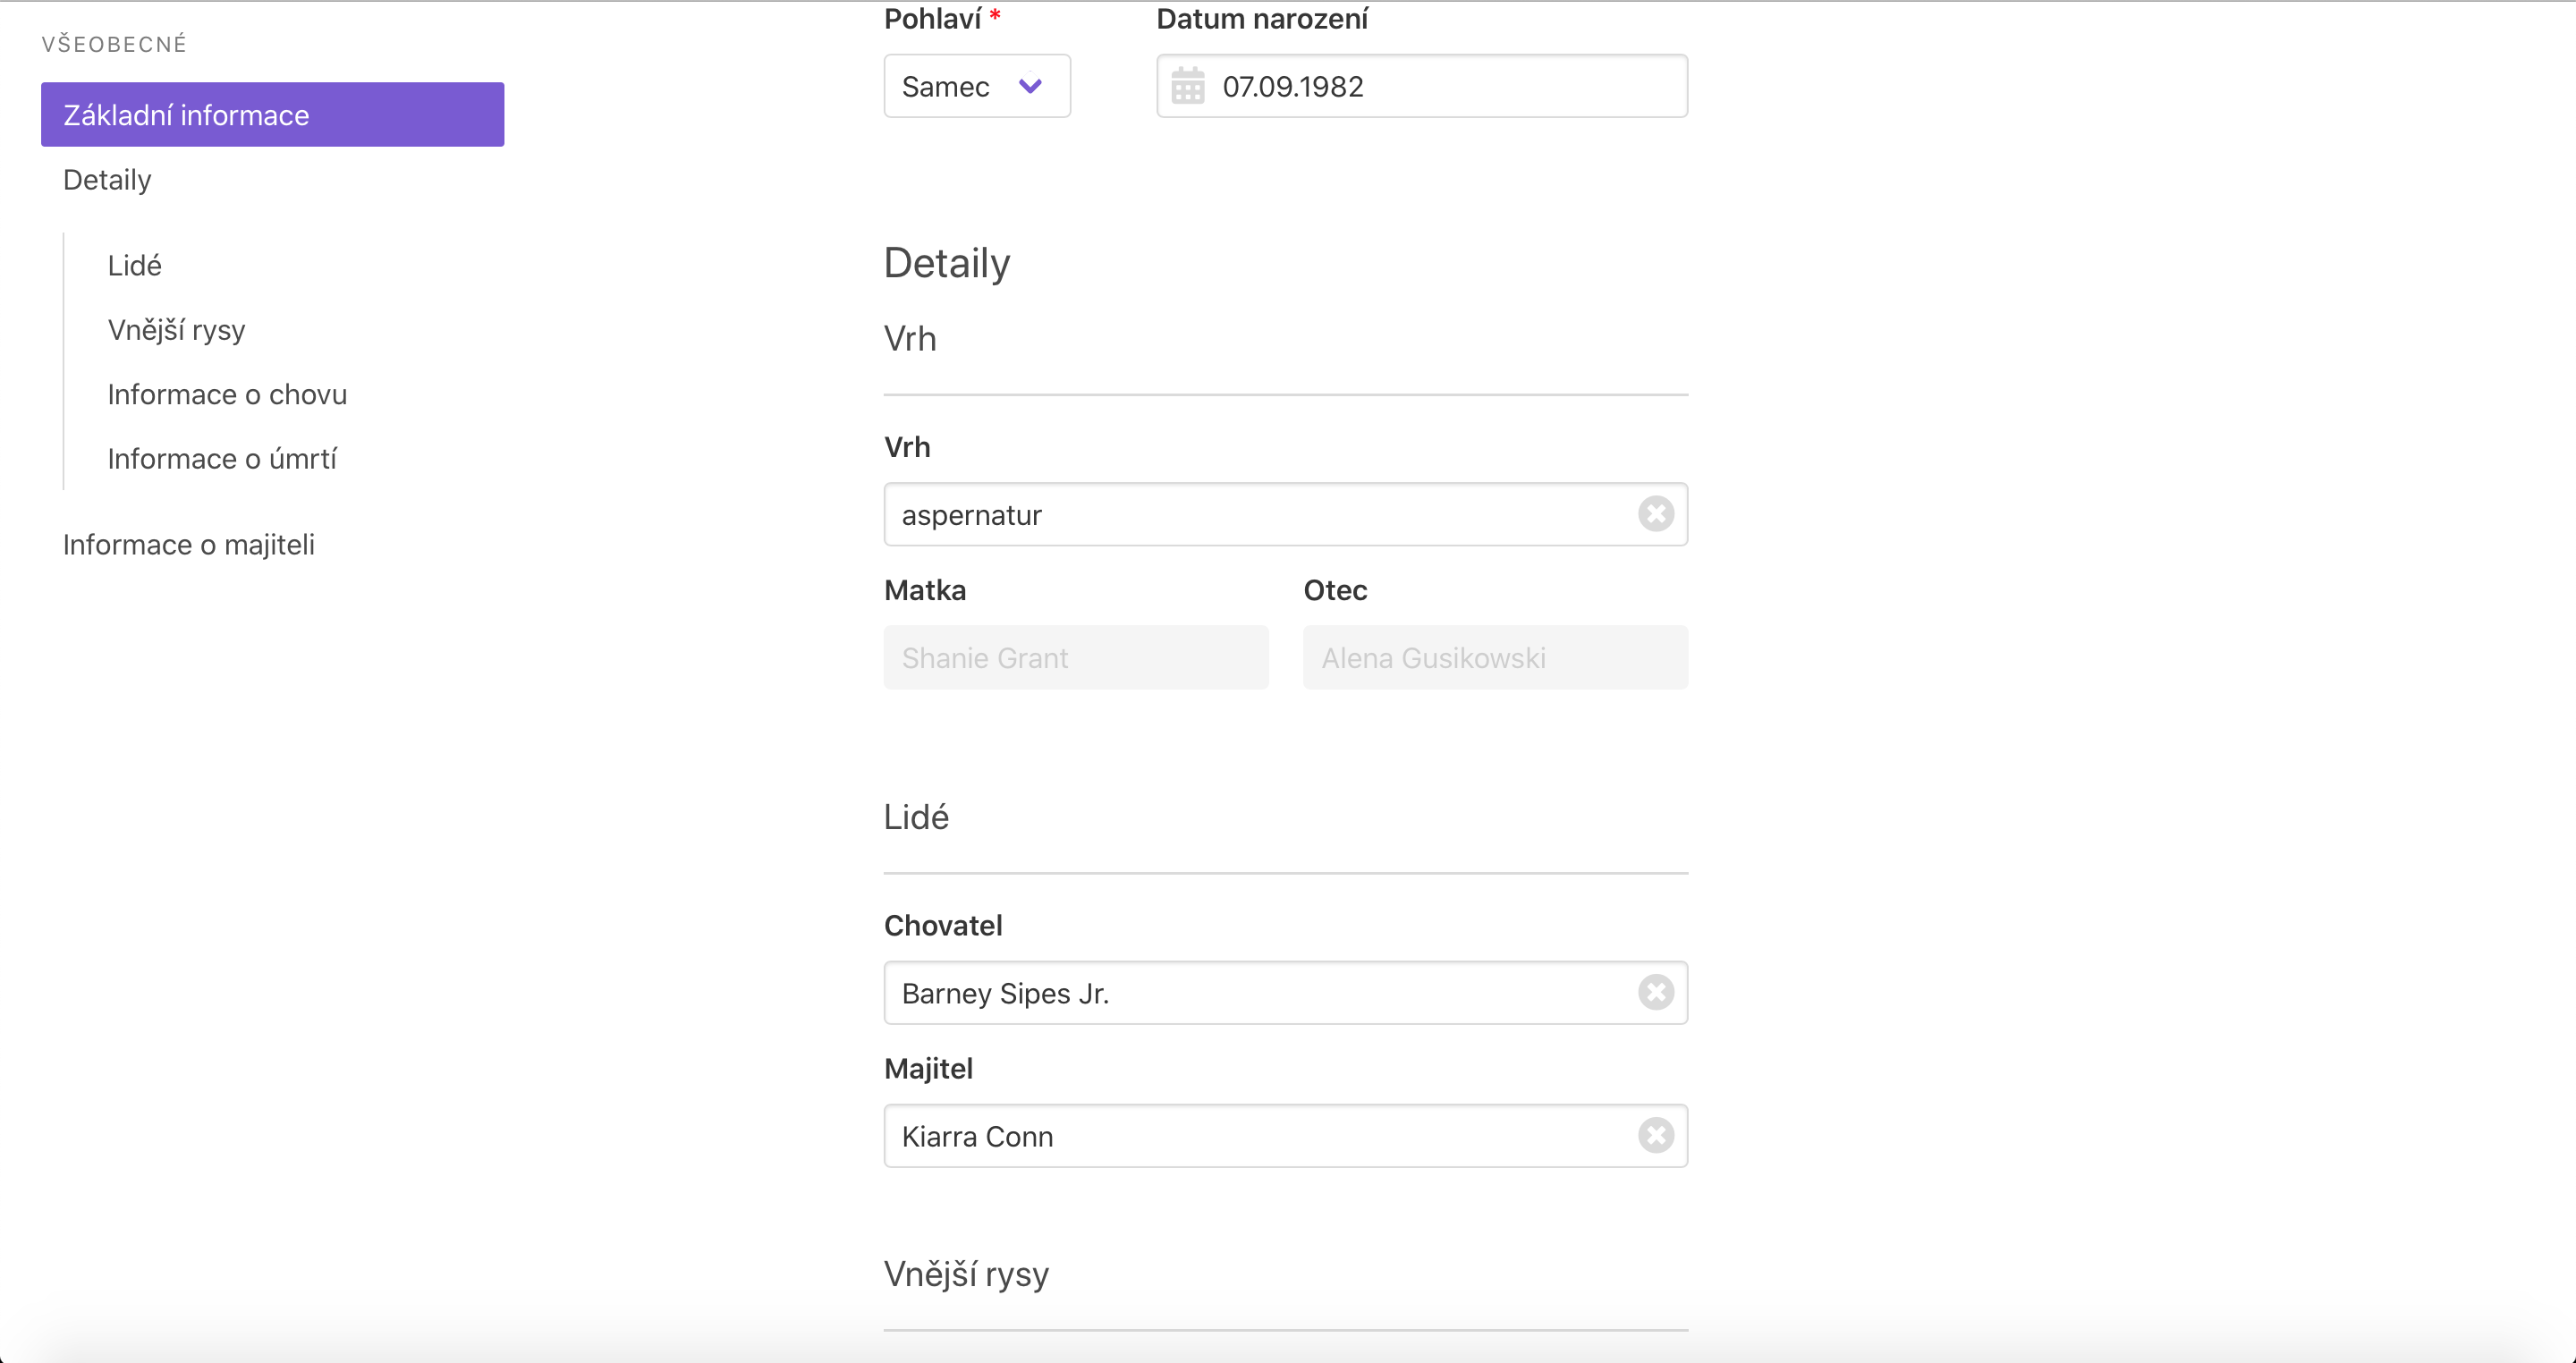 VŠEOBECNÉ
Základní informace
Detaily
Lidé
Vnější rysy
Informace o chovu
Informace o úmrtí
Informace o majiteli
Pohlaví *
Datum narození
Samec
07.09.1982
Detaily
Vrh
Vrh
aspernatur
Matka
Otec
Shanie Grant
Alena Gusikowski
Lidé
Chovatel
Barney Sipes Jr.
Majitel
Kiarra Conn
Vnější rysy